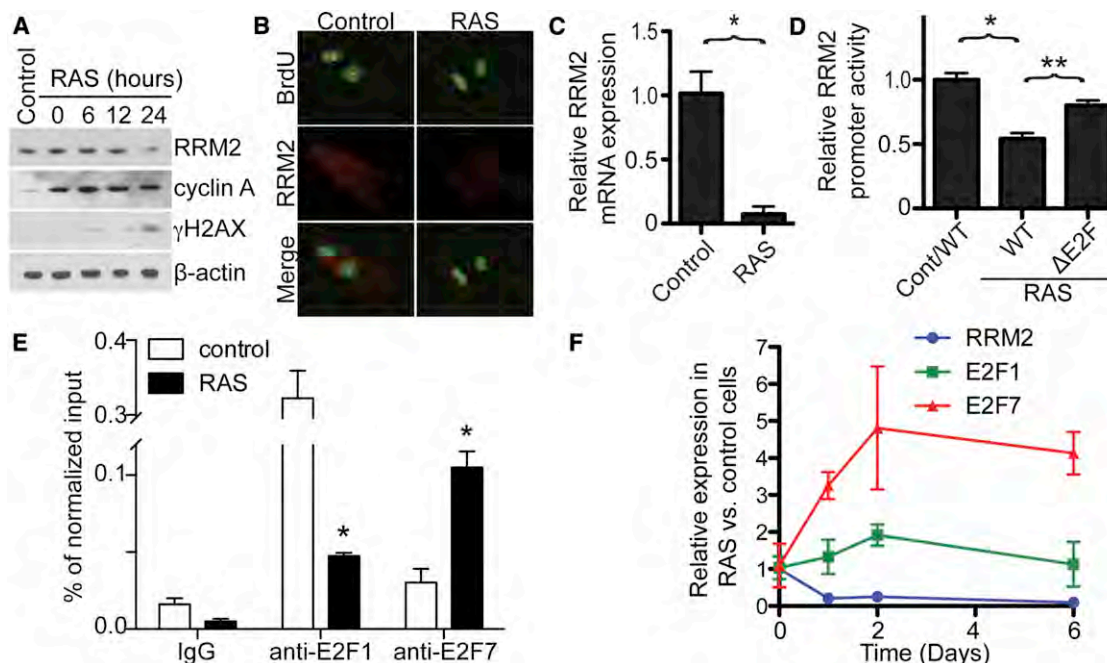 A
Control
RAS (hours)
0 6 12 24
RRM2
cyclin A
γH2AX
β-actin
B
Control RAS
BrdU
RRM2
Merge
C
Relative RRM2
mRNA expression
1.5
1.0
0.5
0
*
Control
RAS
D
Relative RRM2
promoter activity
1.0
0.5
0
*
**
Cont/WT
WT
ΔE2F
RAS
E
% of normalized input
0.4
0.3
0.1
0.0
control
RAS
*
*
IgG anti-E2F1 anti-E2F7
F
Relative expression in
RAS vs. control cells
7
6
5
4
3
2
1
0
RRM2
E2F1
E2F7
0 2 4 6
Time (Days)